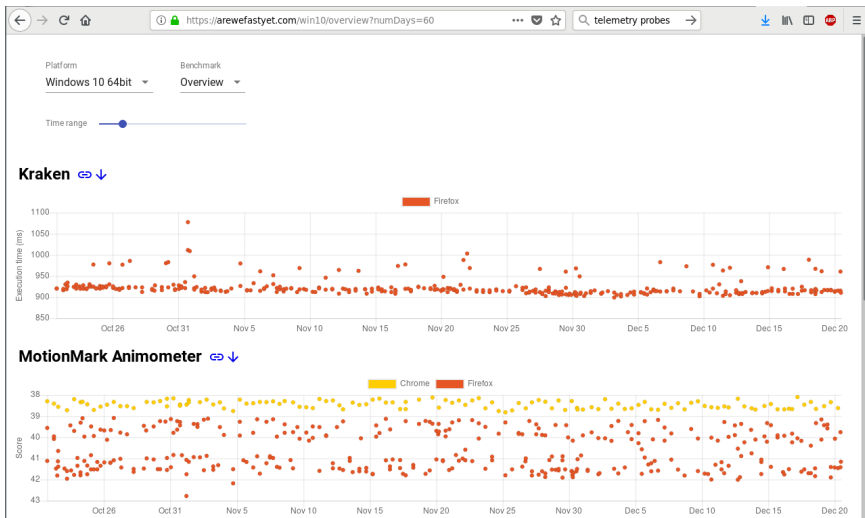 https://arewefastyet.com/win10/overview?numDays=60
telemetry probes
ABP
Platform
Benchmark
Windows 10 64bit
Overview
Time range
Kraken
Firefox
Execution time (ms)
1100
1050
1000
950
900
850
Oct 26
Oct 31
Nov 5
Nov 10
Nov 15
Nov 20
Nov 25
Nov 30
Dec 5
Dec 10
Dec 15
Dec 20
MotionMark Animometer
Chrome
Firefox
Score
38
39
40
41
42
43
Oct 26
Oct 31
Nov 5
Nov 10
Nov 15
Nov 20
Nov 25
Nov 30
Dec 5
Dec 10
Dec 15
Dec 20